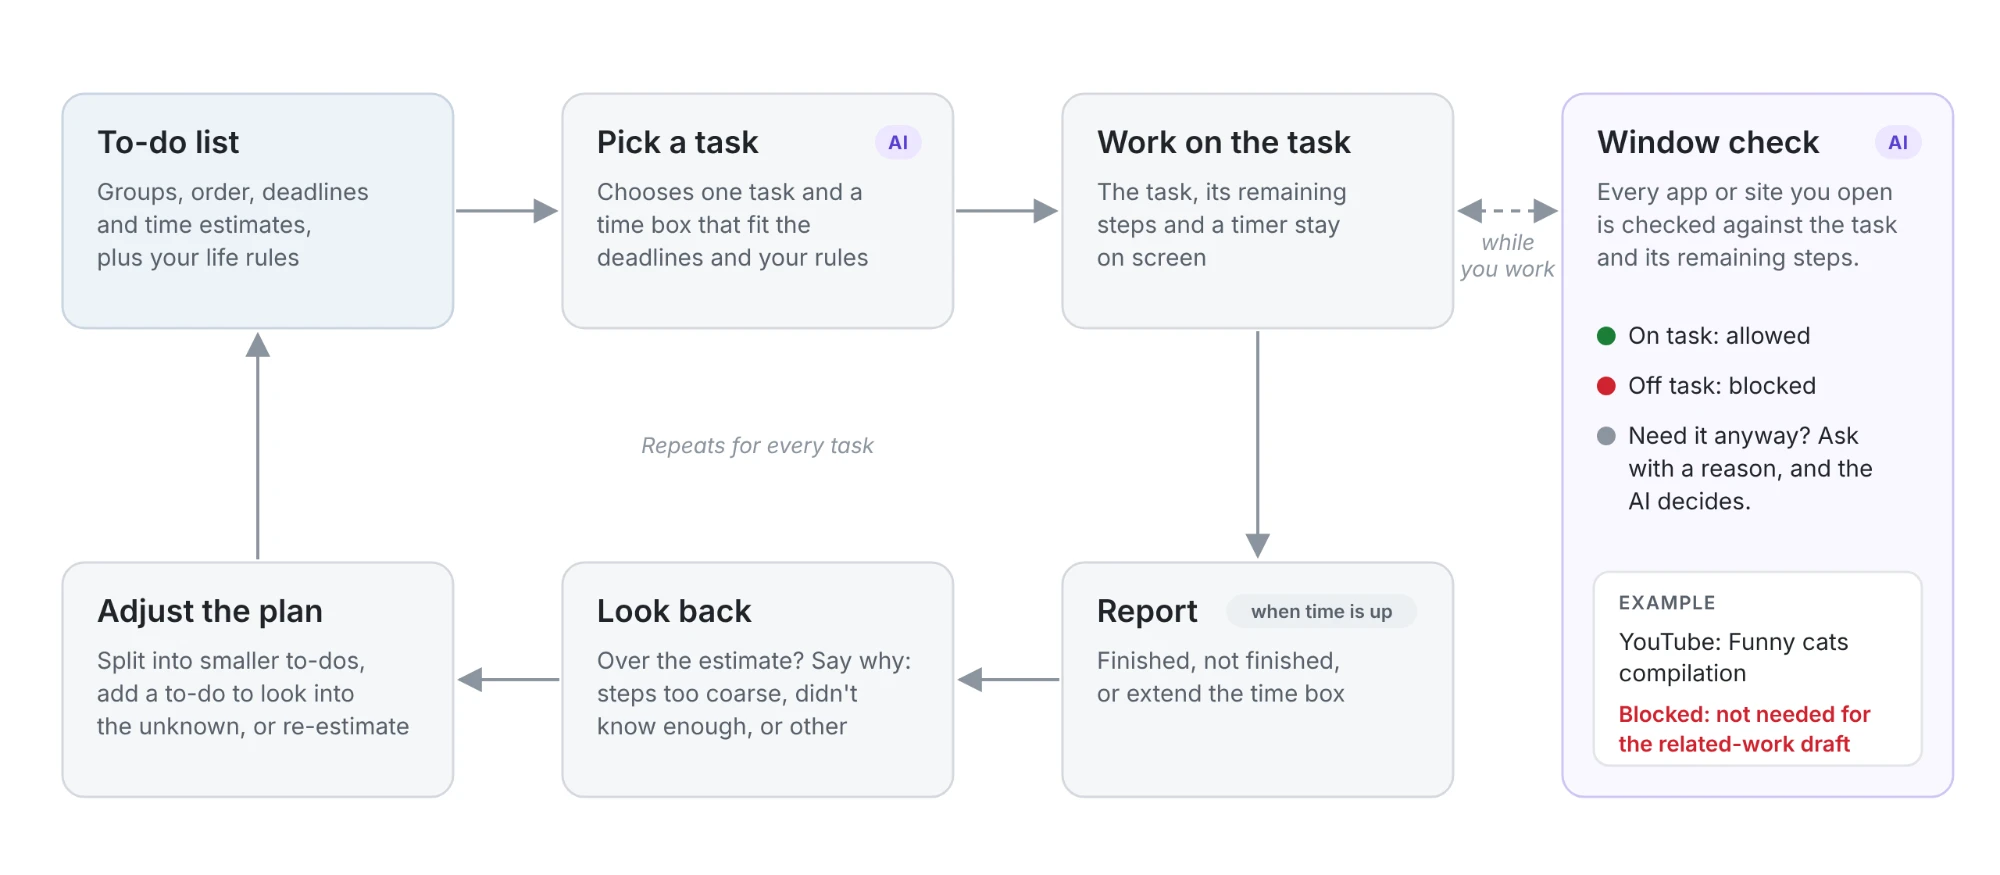 To-do list
Groups, order, deadlines
and time estimates,
plus your life rules
Pick a task
AI
Chooses one task and a
time box that fit the
deadlines and your rules
Work on the task
The task, its remaining
steps and a timer stay
on screen
while
you work
Window check
AI
Every app or site you open
is checked against the task
and its remaining steps.
On task: allowed
Off task: blocked
Need it anyway? Ask
with a reason, and the
AI decides.
EXAMPLE
YouTube: Funny cats
compilation
Blocked: not needed for
the related-work draft
Repeats for every task
Report
when time is up
Finished, not finished,
or extend the time box
Look back
Over the estimate? Say why:
steps too coarse, didn't
know enough, or other
Adjust the plan
Split into smaller to-dos,
add a to-do to look into
the unknown, or re-estimate